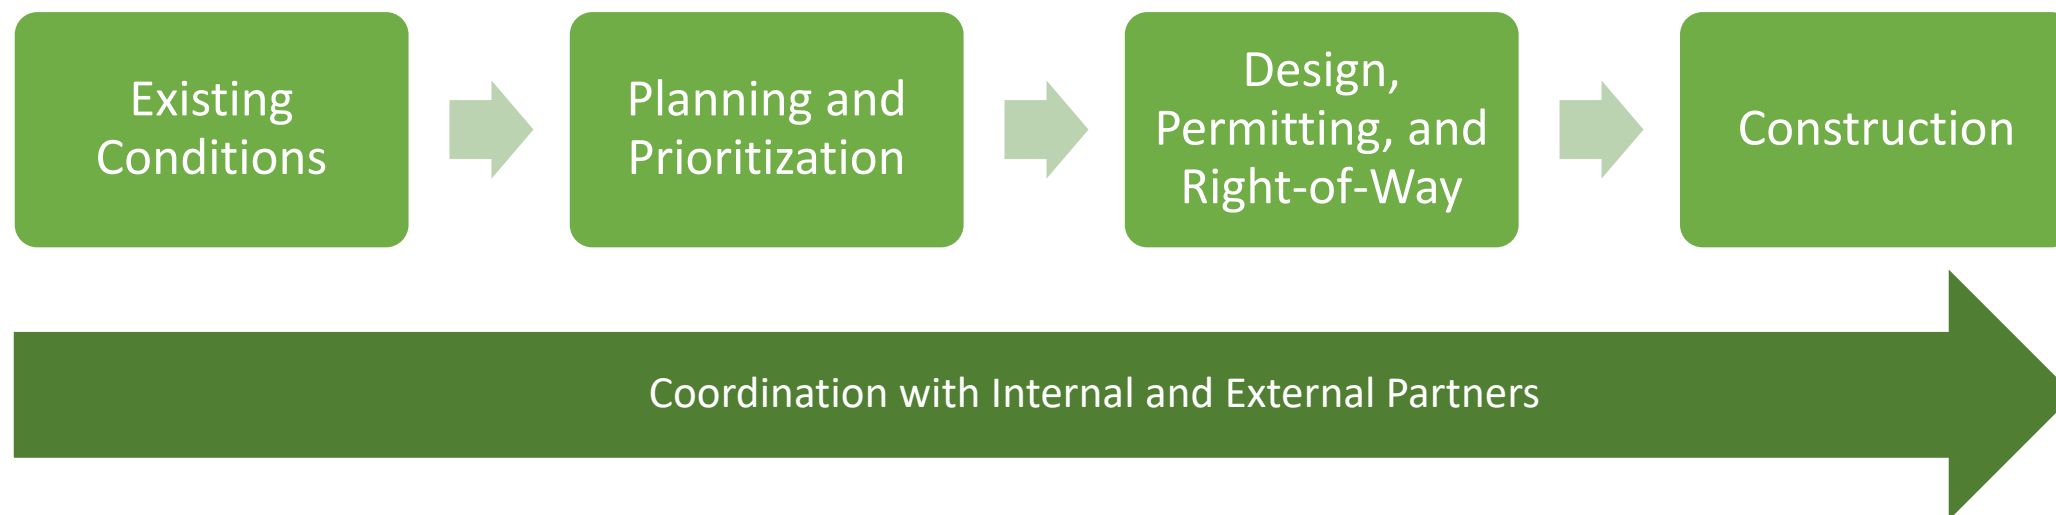 Existing
Conditions
Planning and
Prioritization
Design,
Permitting, and
Right-of-Way
Construction
Coordination with Internal and External Partners